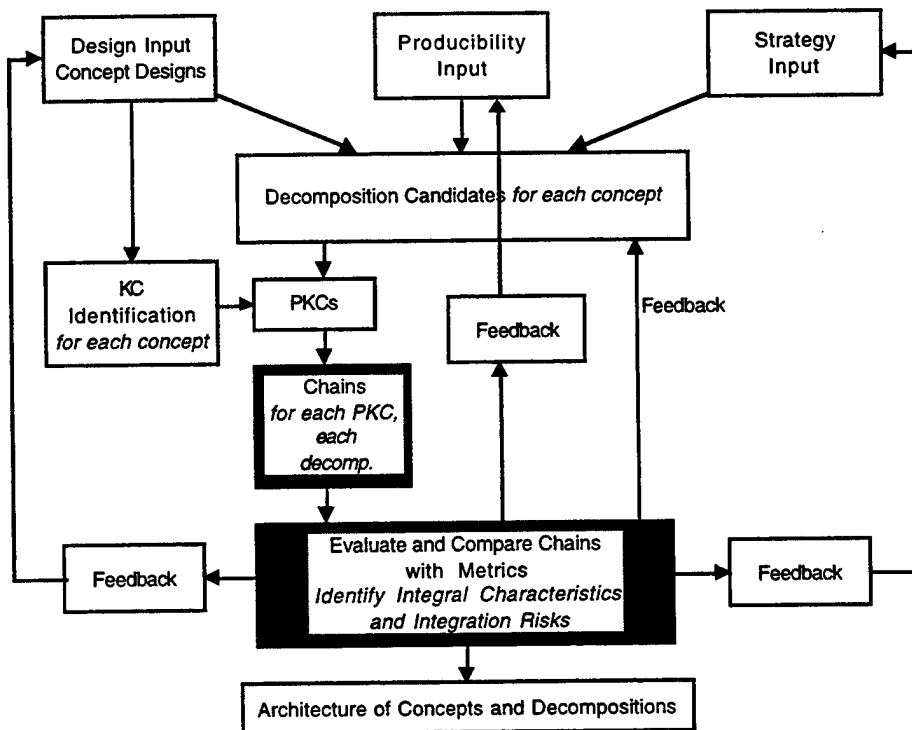 Design Input
Concept Designs
Producibility
Input
Strategy
Input
Decomposition Candidates for each concept
KC
Identification
for each concept
PKCs
Feedback
Feedback
Chains
for each PKC,
each
decomp.
Evaluate and Compare Chains
with Metrics
Identify Integral Characteristics
and Integration Risks
Feedback
Feedback
Architecture of Concepts and Decompositions